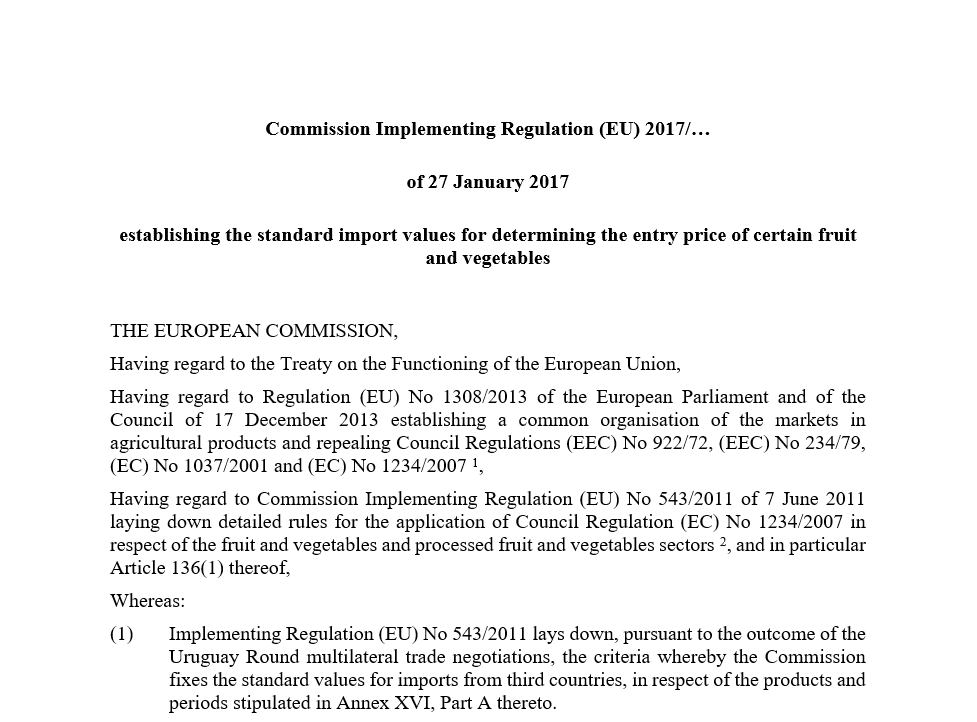 Commission Implementing Regulation (EU) 2017/…
of 27 January 2017
establishing the standard import values for determining the entry price of certain fruit
and vegetables
THE EUROPEAN COMMISSION,
Having regard to the Treaty on the Functioning of the European Union,
Having regard to Regulation (EU) No 1308/2013 of the European Parliament and of the
Council of 17 December 2013 establishing a common organisation of the markets in
agricultural products and repealing Council Regulations (EEC) No 922/72, (EEC) No 234/79,
(EC) No 1037/2001 and (EC) No 1234/2007 ¹,
Having regard to Commission Implementing Regulation (EU) No 543/2011 of 7 June 2011
laying down detailed rules for the application of Council Regulation (EC) No 1234/2007 in
respect of the fruit and vegetables and processed fruit and vegetables sectors ², and in particular
Article 136(1) thereof,
Whereas:
(1) Implementing Regulation (EU) No 543/2011 lays down, pursuant to the outcome of the
Uruguay Round multilateral trade negotiations, the criteria whereby the Commission
fixes the standard values for imports from third countries, in respect of the products and
periods stipulated in Annex XVI, Part A thereto.